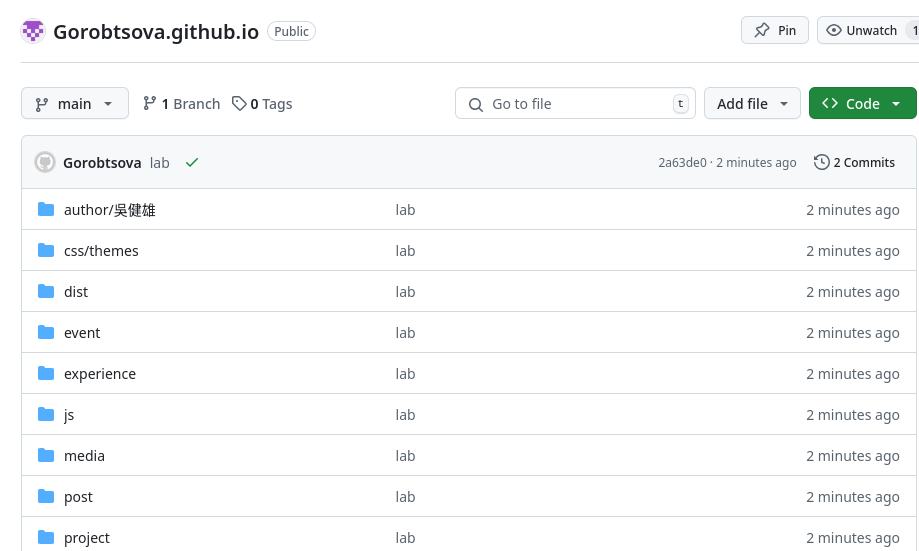 Gorobtsova.github.io Public Pin Unwatch 1
main 1 Branch 0 Tags Go to file t Add file Code
Gorobtsova lab 2a63de0 · 2 minutes ago 2 Commits
author/吳健雄 lab 2 minutes ago
css/themes lab 2 minutes ago
dist lab 2 minutes ago
event lab 2 minutes ago
experience lab 2 minutes ago
js lab 2 minutes ago
media lab 2 minutes ago
post lab 2 minutes ago
project lab 2 minutes ago